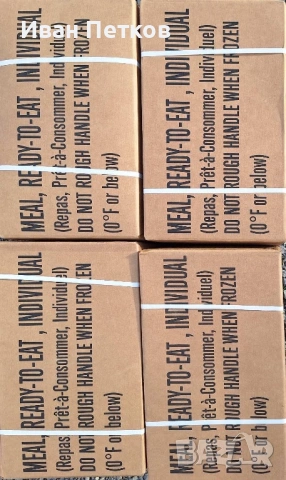 Иван Петков
MEAL, READY-TO-EAT, INDIVIDUAL
(Repas, Prêt-à-Consommer, Individuel)
DO NOT ROUGH HANDLE WHEN FROZEN
(0°F or below)
MEAL, READY-TO-EAT, INDIVIDUAL
(Repas, Prêt-à-Consommer, Individuel)
DO NOT ROUGH HANDLE WHEN FROZEN
(0°F or below)
MEAL, READY-TO-EAT, INDIVIDUAL
(Repas, Prêt-à-Consommer, Individuel)
DO NOT ROUGH HANDLE WHEN FROZEN
(0°F or below)
MEAL, READY-TO-EAT, INDIVIDUAL
(Repas, Prêt-à-Consommer, Individuel)
DO NOT ROUGH HANDLE WHEN FROZEN
(0°F or below)